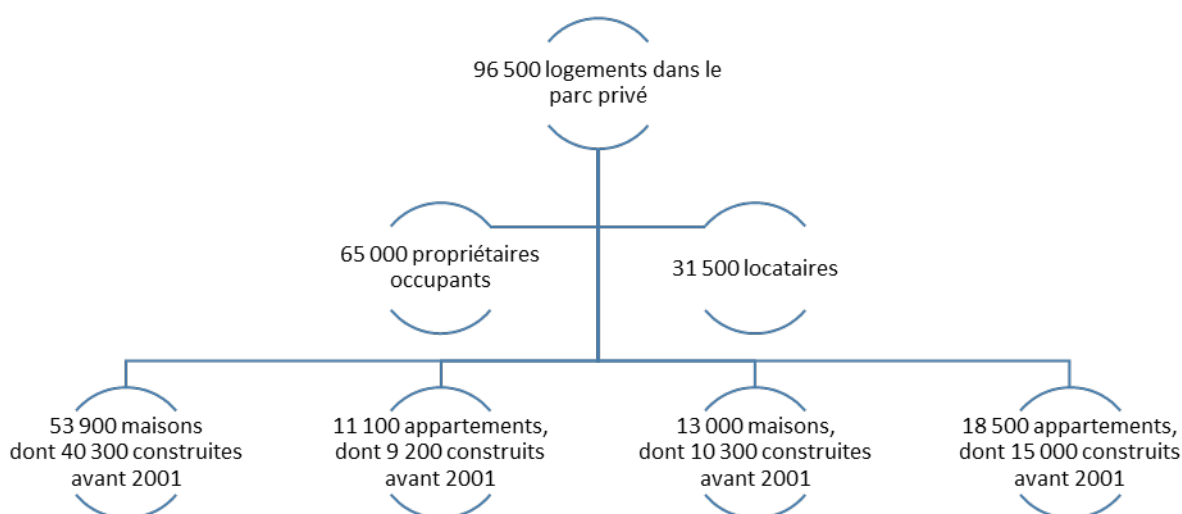 96 500 logements dans le
parc privé
65 000 propriétaires
occupants
31 500 locataires
53 900 maisons
dont 40 300 construites
avant 2001
11 100 appartements,
dont 9 200 construits
avant 2001
13 000 maisons,
dont 10 300 construites
avant 2001
18 500 appartements,
dont 15 000 construits
avant 2001